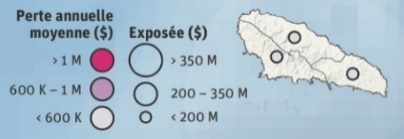 Perte annuelle
moyenne ($) Exposée ($)
> 1 M > 350 M
600 K – 1 M 200 – 350 M
< 600 K < 200 M